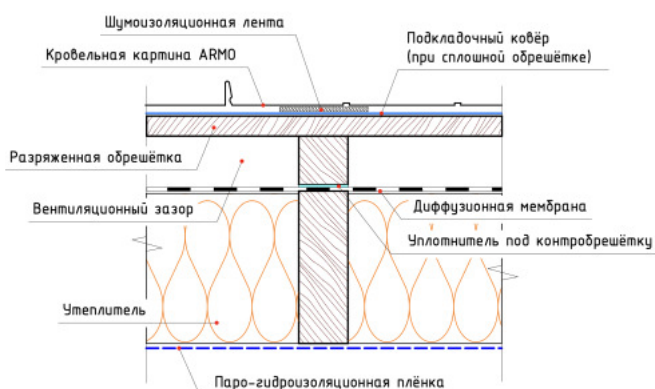 Шумоизоляционная лента
Кровельная картина ARMO
Подкладочный ковёр
(при сплошной обрешётке)
Разряженная обрешётка
Вентиляционный зазор
Диффузионная мембрана
Уплотнитель под контробрешётку
Утеплитель
Паро-гидроизоляционная плёнка